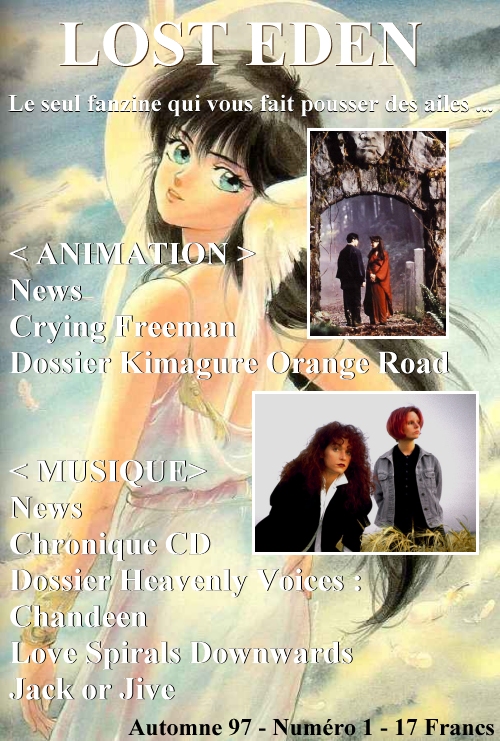 LOST EDEN
Le seul fanzine qui vous fait pousser des ailes ...
< ANIMATION >
News
Crying Freeman
Dossier Kimagure Orange Road
< MUSIQUE>
News
Chronique CD
Dossier Heavenly Voices :
Chandeen
Love Spirals Downwards
Jack or Jive
Automne 97 - Numéro 1 - 17 Francs